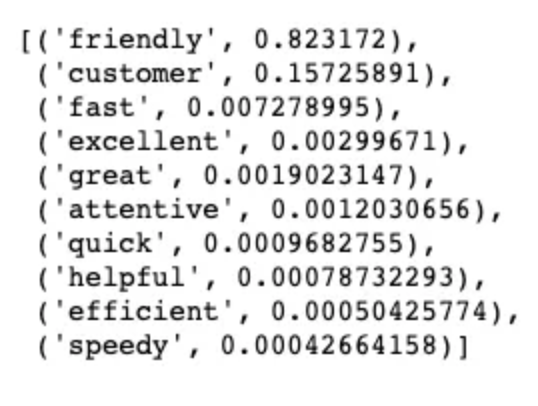 [('friendly', 0.823172),
('customer', 0.15725891),
('fast', 0.007278995),
('excellent', 0.00299671),
('great', 0.0019023147),
('attentive', 0.0012030656),
('quick', 0.0009682755),
('helpful', 0.00078732293),
('efficient', 0.00050425774),
('speedy', 0.00042664158)]